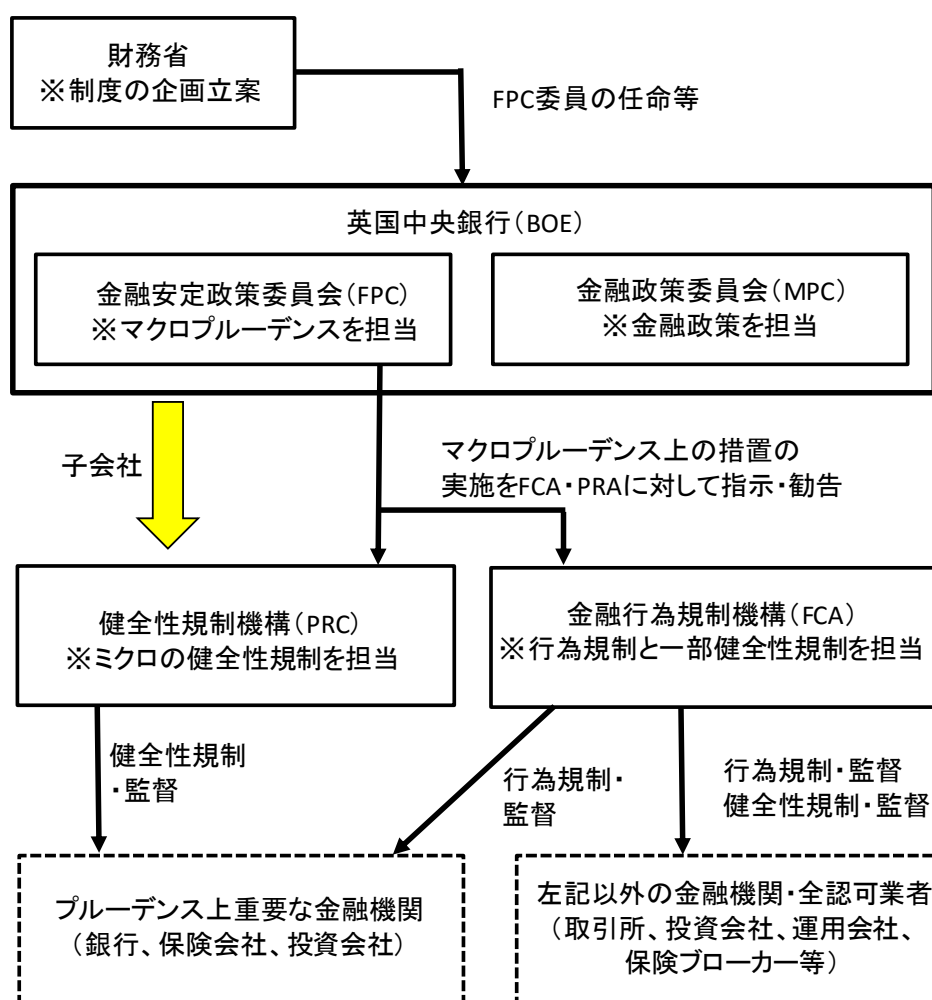 財務省
※制度の企画立案
FPC委員の任命等
英国中央銀行（BOE）
金融安定政策委員会（FPC）
※マクロプルーデンスを担当
金融政策委員会（MPC）
※金融政策を担当
子会社
マクロプルーデンス上の措置の
実施をFCA・PRAに対して指示・勧告
健全性規制機構（PRC）
※ミクロの健全性規制を担当
金融行為規制機構（FCA）
※行為規制と一部健全性規制を担当
健全性規制
・監督
行為規制・
監督
行為規制・監督
健全性規制・監督
プルーデンス上重要な金融機関
（銀行、保険会社、投資会社）
左記以外の金融機関・全認可業者
（取引所、投資会社、運用会社、
保険ブローカー等）